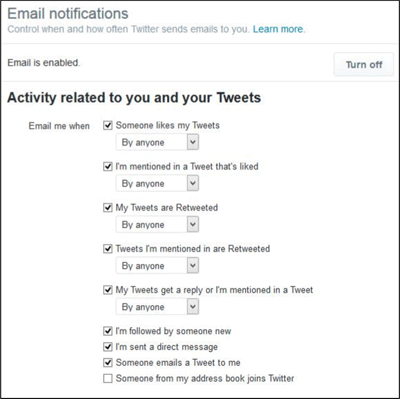 Email notifications
Control when and how often Twitter sends emails to you. Learn more.
Email is enabled.
Turn off
Activity related to you and your Tweets
Email me when
Someone likes my Tweets
By anyone
I'm mentioned in a Tweet that's liked
By anyone
My Tweets are Retweeted
By anyone
Tweets I'm mentioned in are Retweeted
By anyone
My Tweets get a reply or I'm mentioned in a Tweet
By anyone
I'm followed by someone new
I'm sent a direct message
Someone emails a Tweet to me
Someone from my address book joins Twitter